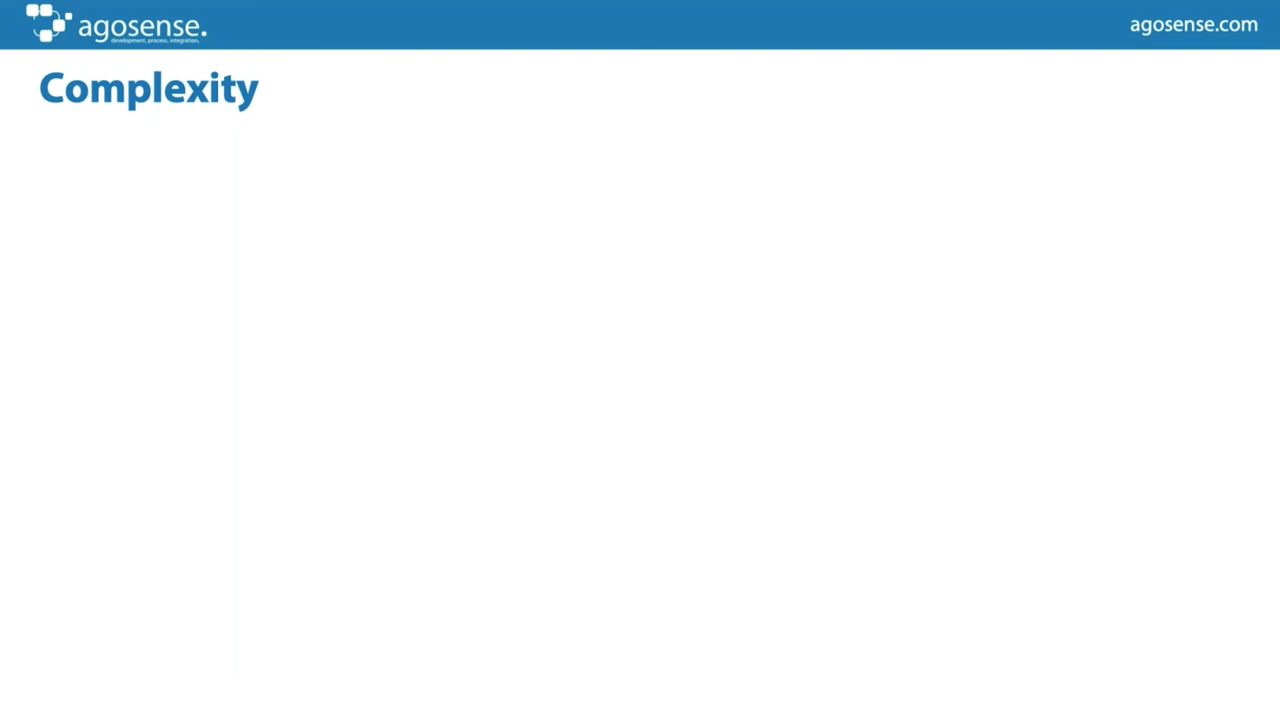 agosense.
development. process. integration.
agosense.com
Complexity